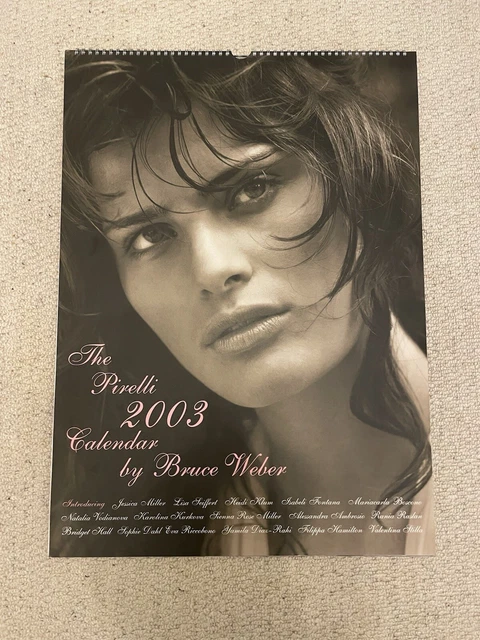 The
Pirelli
2003
Calendar
by Bruce Weber
Introducing Jessica Miller Lisa Seiffert Heidi Klum Isabeli Fontana Mariacarla Boscono
Natalia Vodianova Karolina Kurkova Sienna Rose Miller Alessandra Ambrosio Rania Raslan
Bridget Hall Sophie Dahl Eva Riccobono Yamila Diaz-Rahi Filippa Hamilton Valentina Stilla